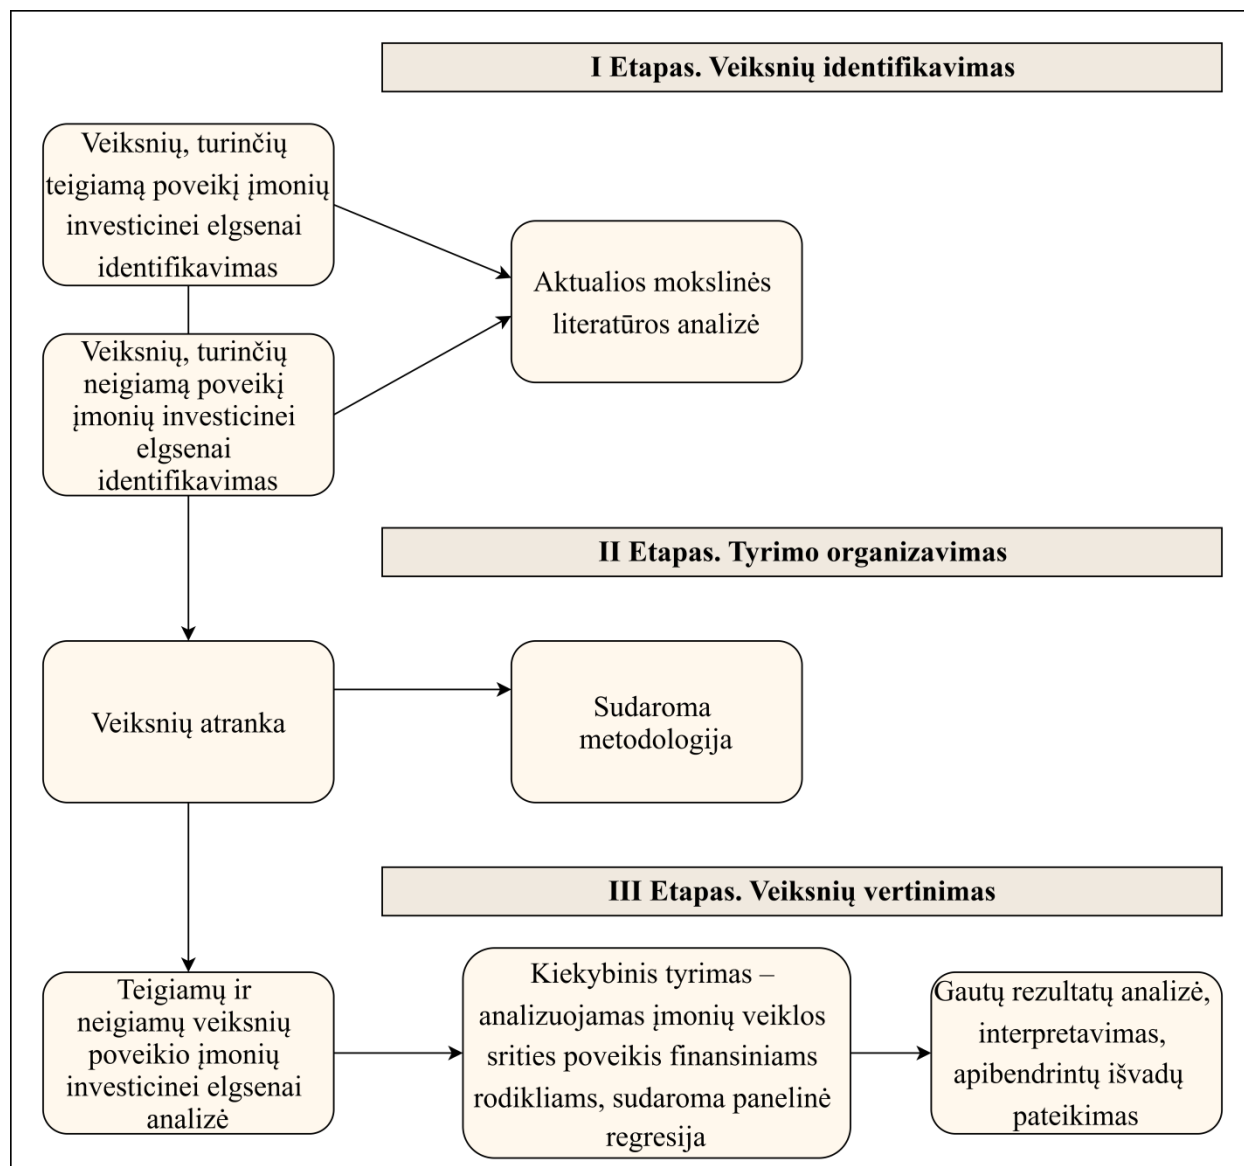 I Etapas. Veiksnių identifikavimas
Veiksnių, turinčių
teigiamą poveikį įmonių
investicinei elgsenai
identifikavimas
Aktualios mokslinės
literatūros analizė
Veiksnių, turinčių
neigiamą poveikį
įmonių investicinei
elgsenai
identifikavimas
II Etapas. Tyrimo organizavimas
Veiksnių atranka
Sudaroma
metodologija
III Etapas. Veiksnių vertinimas
Teigiamų ir
neigiamų veiksnių
poveikio įmonių
investicinei elgsenai
analizė
Kiekybinis tyrimas –
analizuojamas įmonių veiklos
srities poveikis finansiniams
rodikliams, sudaroma panelinė
regresija
Gautų rezultatų analizė,
interpretavimas,
apibendrintų išvadų
pateikimas